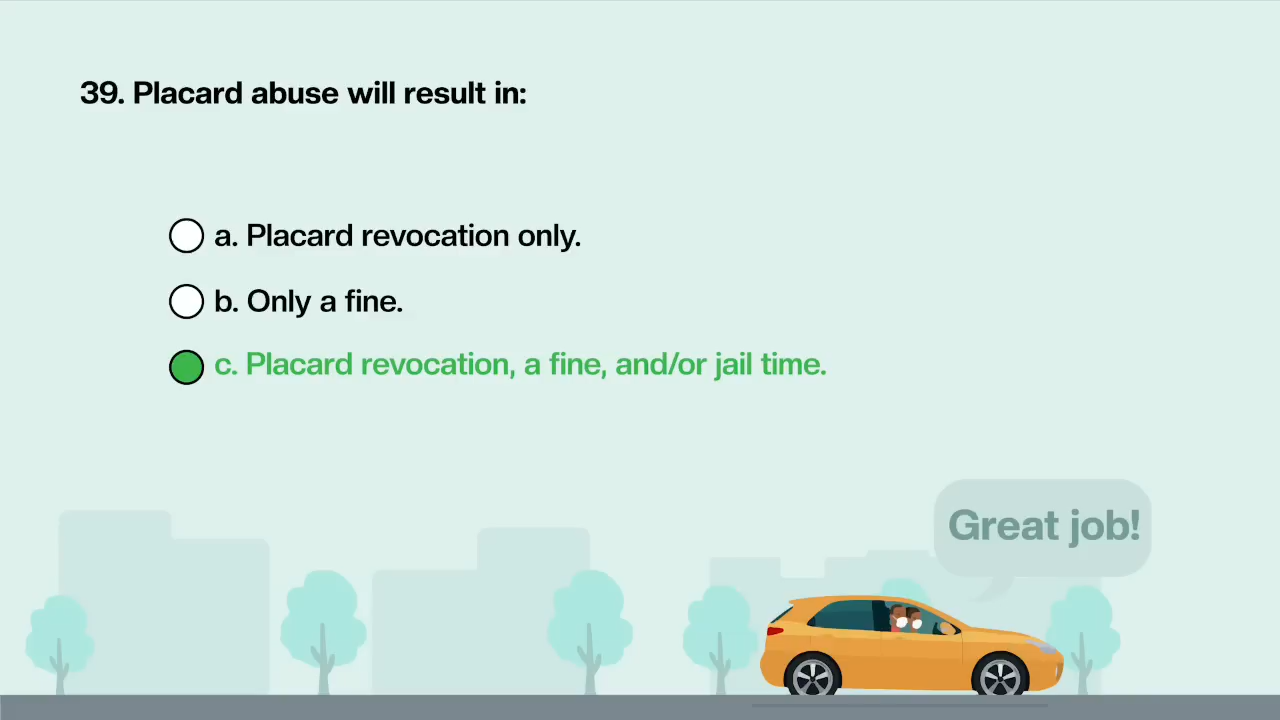 39. Placard abuse will result in:
a. Placard revocation only.
b. Only a fine.
c. Placard revocation, a fine, and/or jail time.
Great job!